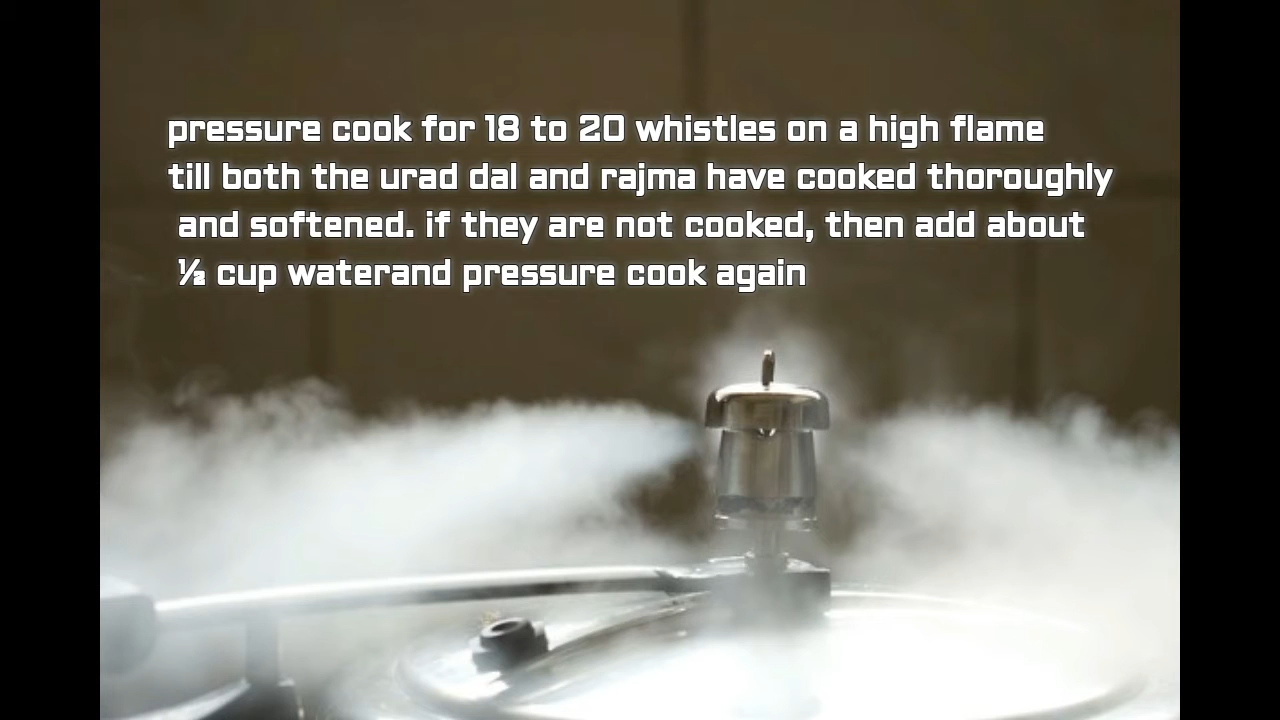 pressure cook for 18 to 20 whistles on a high flame
till both the urad dal and rajma have cooked thoroughly
and softened. if they are not cooked, then add about
½ cup waterand pressure cook again